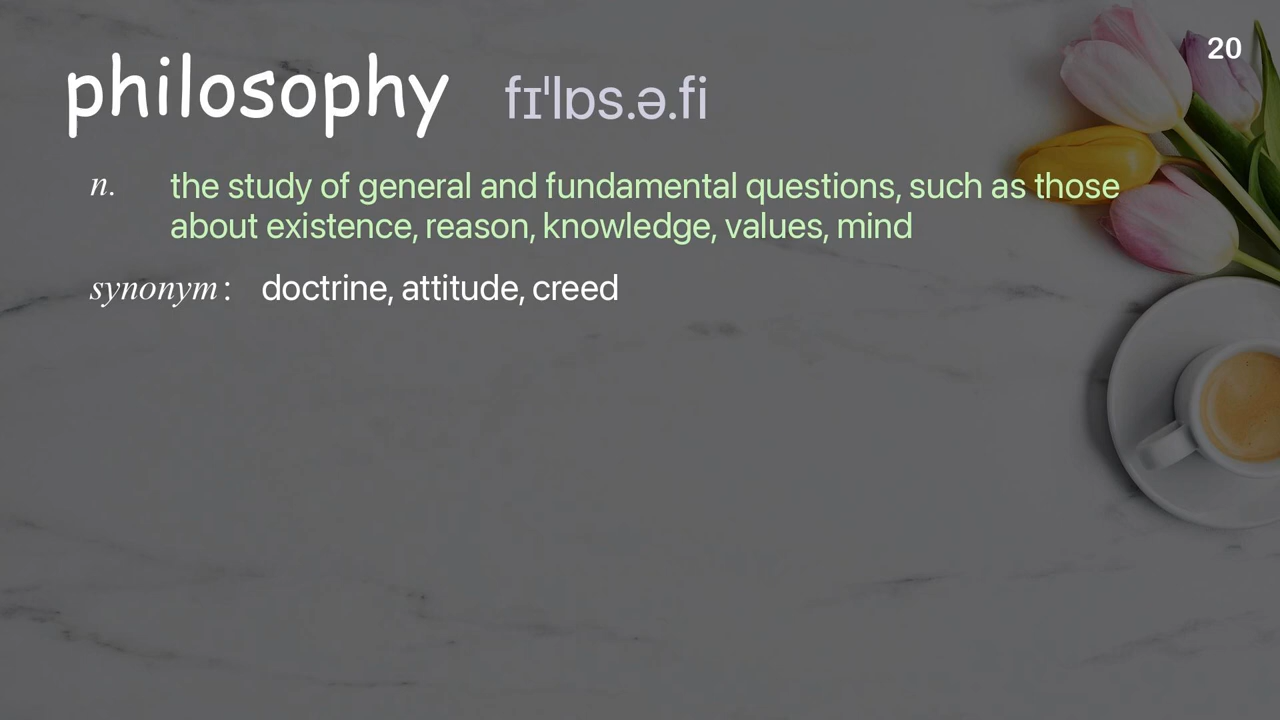 20
philosophy fɪˈlɒs.ə.fi
n. the study of general and fundamental questions, such as those
about existence, reason, knowledge, values, mind
synonym: doctrine, attitude, creed